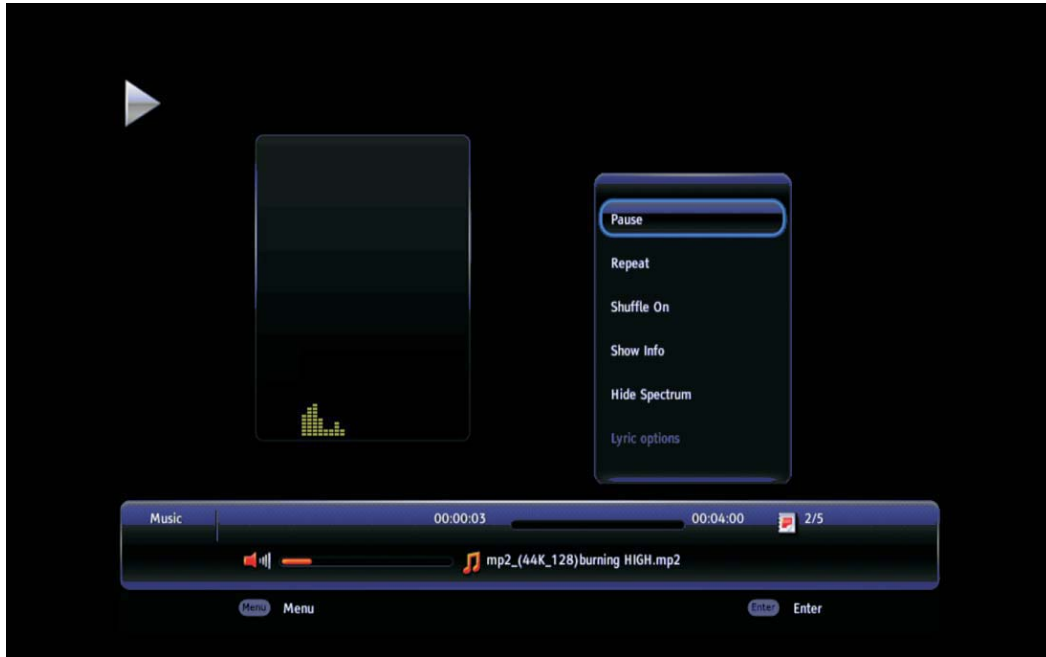 Pause
Repeat
Shuffle On
Show Info
Hide Spectrum
Lyric options
Music 00:00:03 00:04:00 2/5
mp2_(44K_128)burning HIGH.mp2
Menu Menu Enter Enter